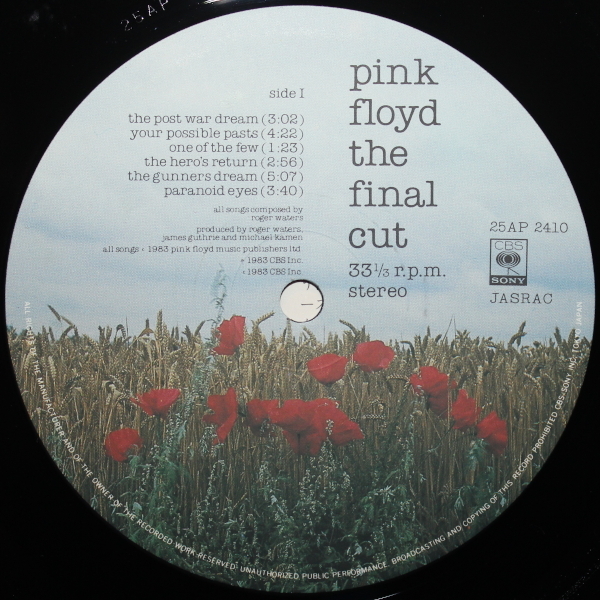 25AP
side I
the post war dream (3:02)
your possible pasts (4:22)
one of the few (1:23)
the hero's return (2:56)
the gunners dream (5:07)
paranoid eyes (3:40)
all songs composed by
roger waters
produced by roger waters,
james guthrie and michael kamen
all songs © 1983 pink floyd music publishers ltd
℗ 1983 CBS Inc.
© 1983 CBS Inc.
pink
floyd
the
final
cut
33⅓ r.p.m.
stereo
25AP 2410
CBS
SONY
JASRAC
ALL RIGHTS OF THE MANUFACTURER AND OF THE OWNER OF THE RECORDED WORK RESERVED. UNAUTHORIZED PUBLIC PERFORMANCE, BROADCASTING AND COPYING OF THIS RECORD PROHIBITED CBS-SONY INC. TOKYO JAPAN